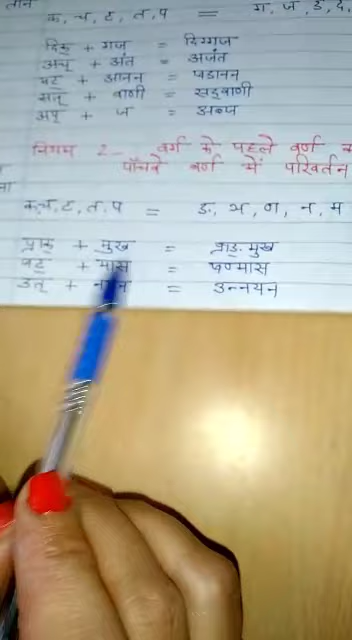 तीन
क, च, ट, त, प = ग, ज, ड, द,
दिक् + गज = दिग्गज
अच् + अंत = अजंत
षट् + आनन = षडानन
सत् + वाणी = सद्वाणी
अप् + ज = अब्ज
नियम 2 - वर्ग के पहले वर्ण
पाँचवे वर्ण में परिवर्तन
ना
क, च, ट, त, प = ङ, ञ, ण, न, म
प्राक् + मुख = प्राङ् मुख
षट् + मास = षण्मास
उत् + नयन = उन्नयन